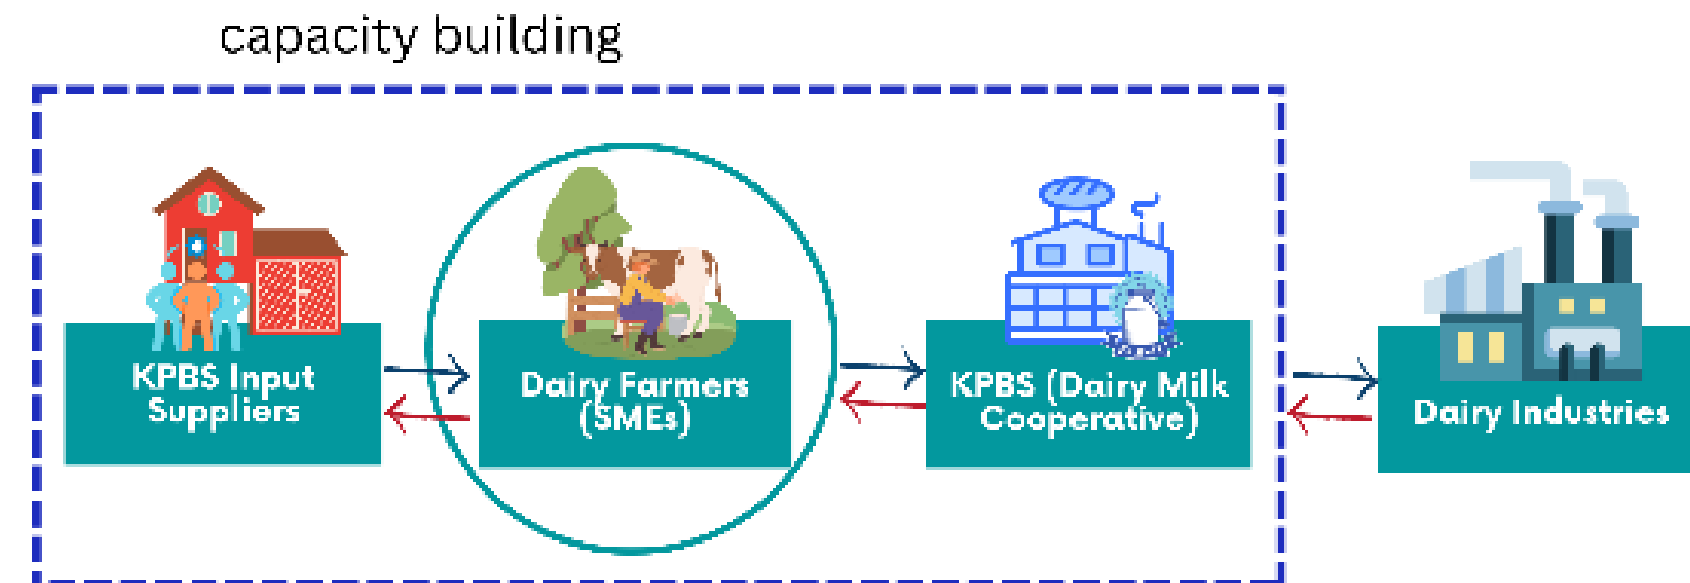 capacity building
KPBS Input
Suppliers
Dairy Farmers
(SMEs)
KPBS (Dairy Milk
Cooperative)
Dairy Industries